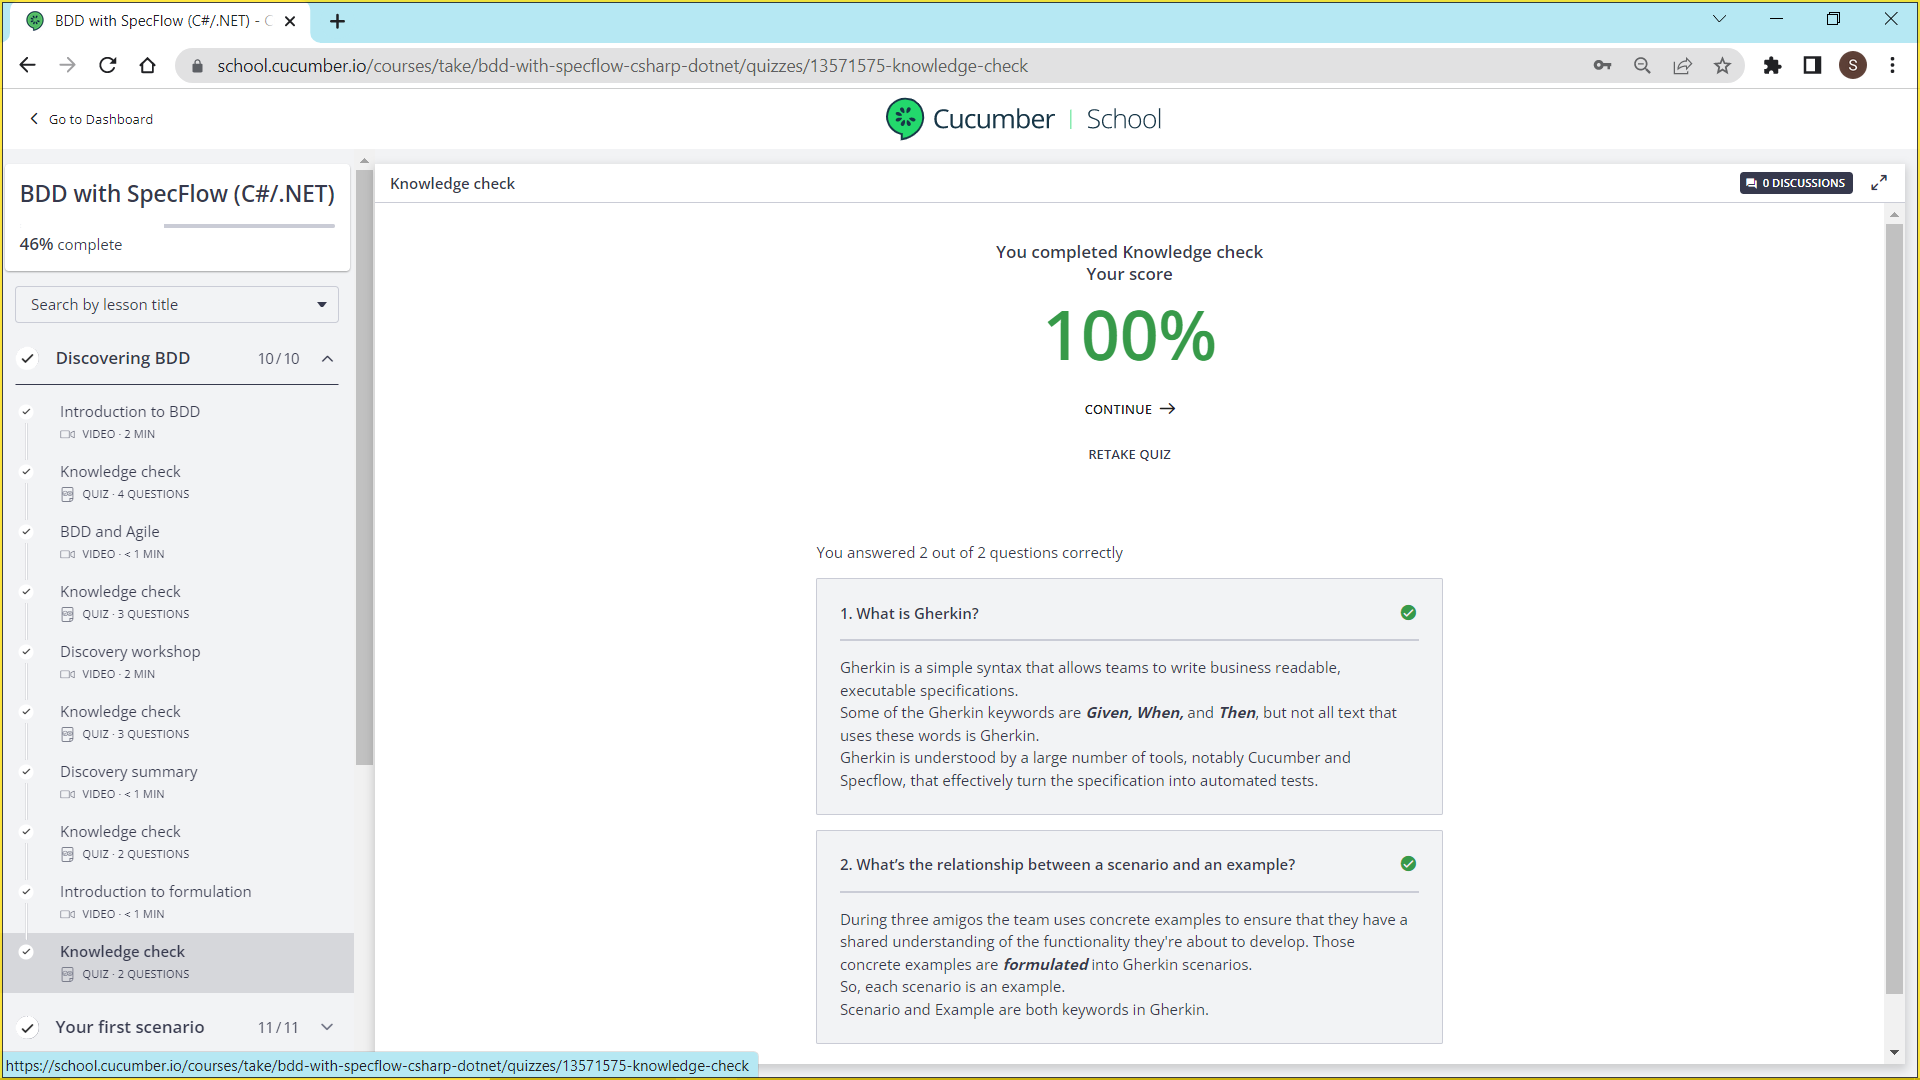 BDD with SpecFlow (C#/.NET) - C
school.cucumber.io/courses/take/bdd-with-specflow-csharp-dotnet/quizzes/13571575-knowledge-check
S
Go to Dashboard
Cucumber | School
BDD with SpecFlow (C#/.NET)
46% complete
Search by lesson title
Discovering BDD 10 / 10
Introduction to BDD
VIDEO · 2 MIN
Knowledge check
QUIZ · 4 QUESTIONS
BDD and Agile
VIDEO · < 1 MIN
Knowledge check
QUIZ · 3 QUESTIONS
Discovery workshop
VIDEO · 2 MIN
Knowledge check
QUIZ · 3 QUESTIONS
Discovery summary
VIDEO · < 1 MIN
Knowledge check
QUIZ · 2 QUESTIONS
Introduction to formulation
VIDEO · < 1 MIN
Knowledge check
QUIZ · 2 QUESTIONS
Your first scenario 11 / 11
Knowledge check
0 DISCUSSIONS
You completed Knowledge check
Your score
100%
CONTINUE
RETAKE QUIZ
You answered 2 out of 2 questions correctly
1. What is Gherkin?
Gherkin is a simple syntax that allows teams to write business readable,
executable specifications.
Some of the Gherkin keywords are Given, When, and Then, but not all text that
uses these words is Gherkin.
Gherkin is understood by a large number of tools, notably Cucumber and
Specflow, that effectively turn the specification into automated tests.
2. What’s the relationship between a scenario and an example?
During three amigos the team uses concrete examples to ensure that they have a
shared understanding of the functionality they're about to develop. Those
concrete examples are formulated into Gherkin scenarios.
So, each scenario is an example.
Scenario and Example are both keywords in Gherkin.
https://school.cucumber.io/courses/take/bdd-with-specflow-csharp-dotnet/quizzes/13571575-knowledge-check